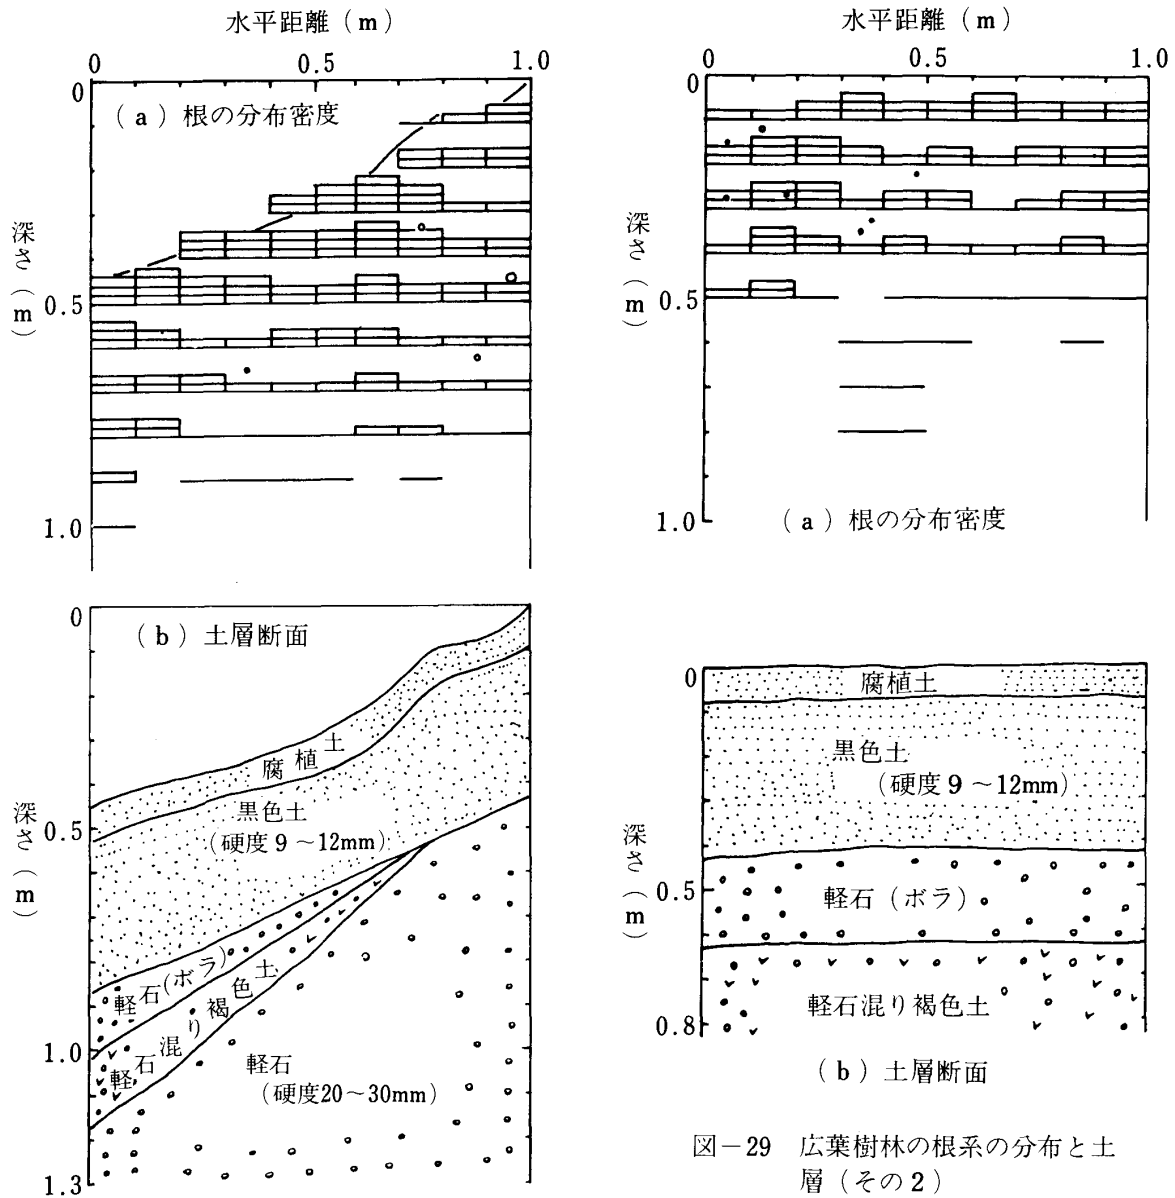 水平距離(m)
0 0.5 1.0
0
(a)根の分布密度
深さ(m)
0.5
1.0
0
(b)土層断面
腐植土
黒色土
(硬度9~12mm)
深さ(m)
0.5
軽石(ボラ)
軽石混り褐色土
1.0
軽石
(硬度20~30mm)
1.3
水平距離(m)
0 0.5 1.0
0
深さ(m)
0.5
1.0
(a)根の分布密度
0
腐植土
黒色土
(硬度9~12mm)
深さ(m)
0.5
軽石(ボラ)
軽石混り褐色土
0.8
(b)土層断面
図-29 広葉樹林の根系の分布と土
層(その2)